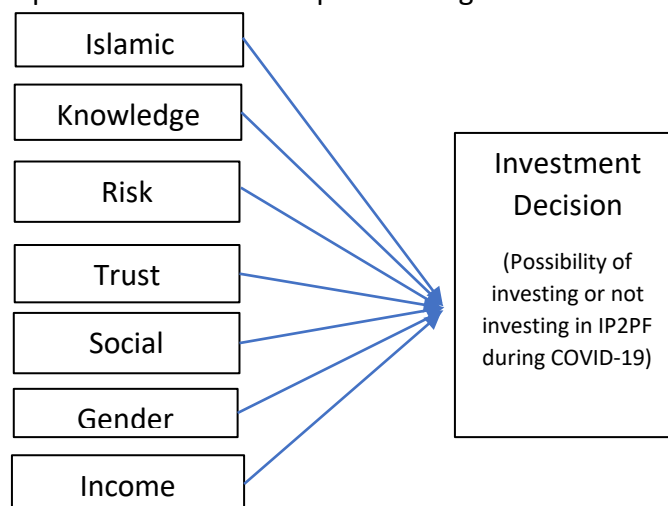 Islamic
Knowledge
Risk
Trust
Social
Gender
Income
Investment
Decision
(Possibility of
investing or not
investing in IP2PF
during COVID-19)